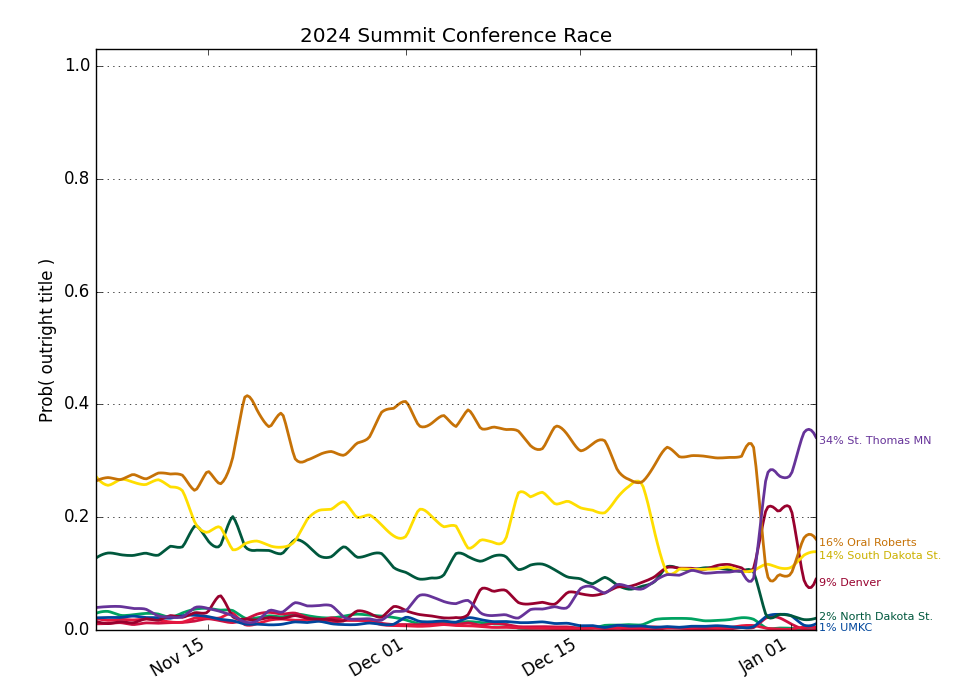 2024 Summit Conference Race
Prob( outright title )
1.0
0.8
0.6
0.4
0.2
0.0
Nov 15
Dec 01
Dec 15
Jan 01
34% St. Thomas MN
16% Oral Roberts
14% South Dakota St.
9% Denver
2% North Dakota St.
1% UMKC